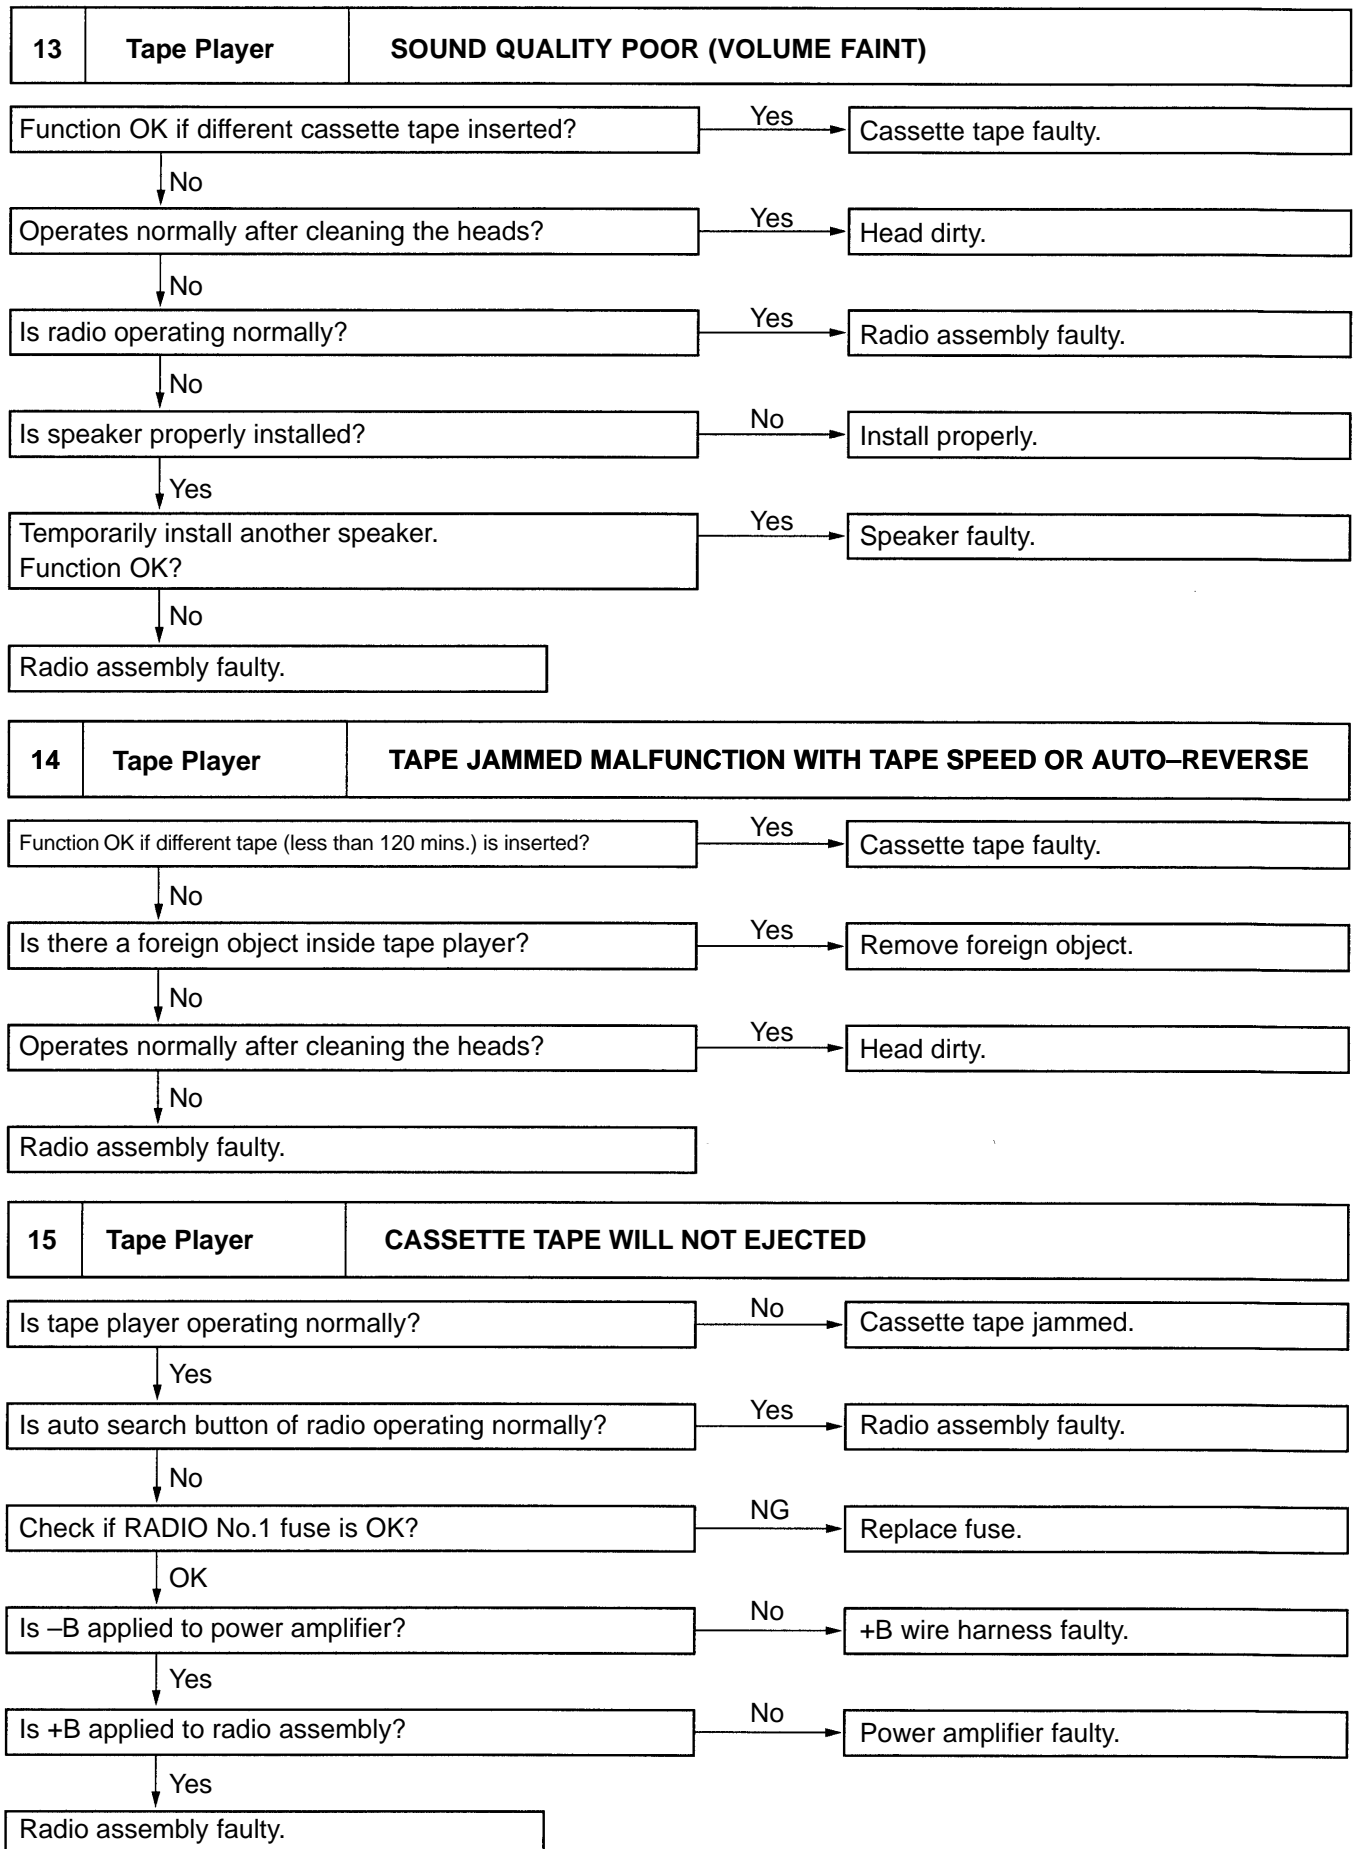 13 Tape Player SOUND QUALITY POOR (VOLUME FAINT)
Function OK if different cassette tape inserted? Yes Cassette tape faulty.
No
Operates normally after cleaning the heads? Yes Head dirty.
No
Is radio operating normally? Yes Radio assembly faulty.
No
Is speaker properly installed? No Install properly.
Yes
Temporarily install another speaker. Yes Speaker faulty.
Function OK?
No
Radio assembly faulty.
14 Tape Player TAPE JAMMED MALFUNCTION WITH TAPE SPEED OR AUTO–REVERSE
Function OK if different tape (less than 120 mins.) is inserted? Yes Cassette tape faulty.
No
Is there a foreign object inside tape player? Yes Remove foreign object.
No
Operates normally after cleaning the heads? Yes Head dirty.
No
Radio assembly faulty.
15 Tape Player CASSETTE TAPE WILL NOT EJECTED
Is tape player operating normally? No Cassette tape jammed.
Yes
Is auto search button of radio operating normally? Yes Radio assembly faulty.
No
Check if RADIO No.1 fuse is OK? NG Replace fuse.
OK
Is –B applied to power amplifier? No +B wire harness faulty.
Yes
Is +B applied to radio assembly? No Power amplifier faulty.
Yes
Radio assembly faulty.